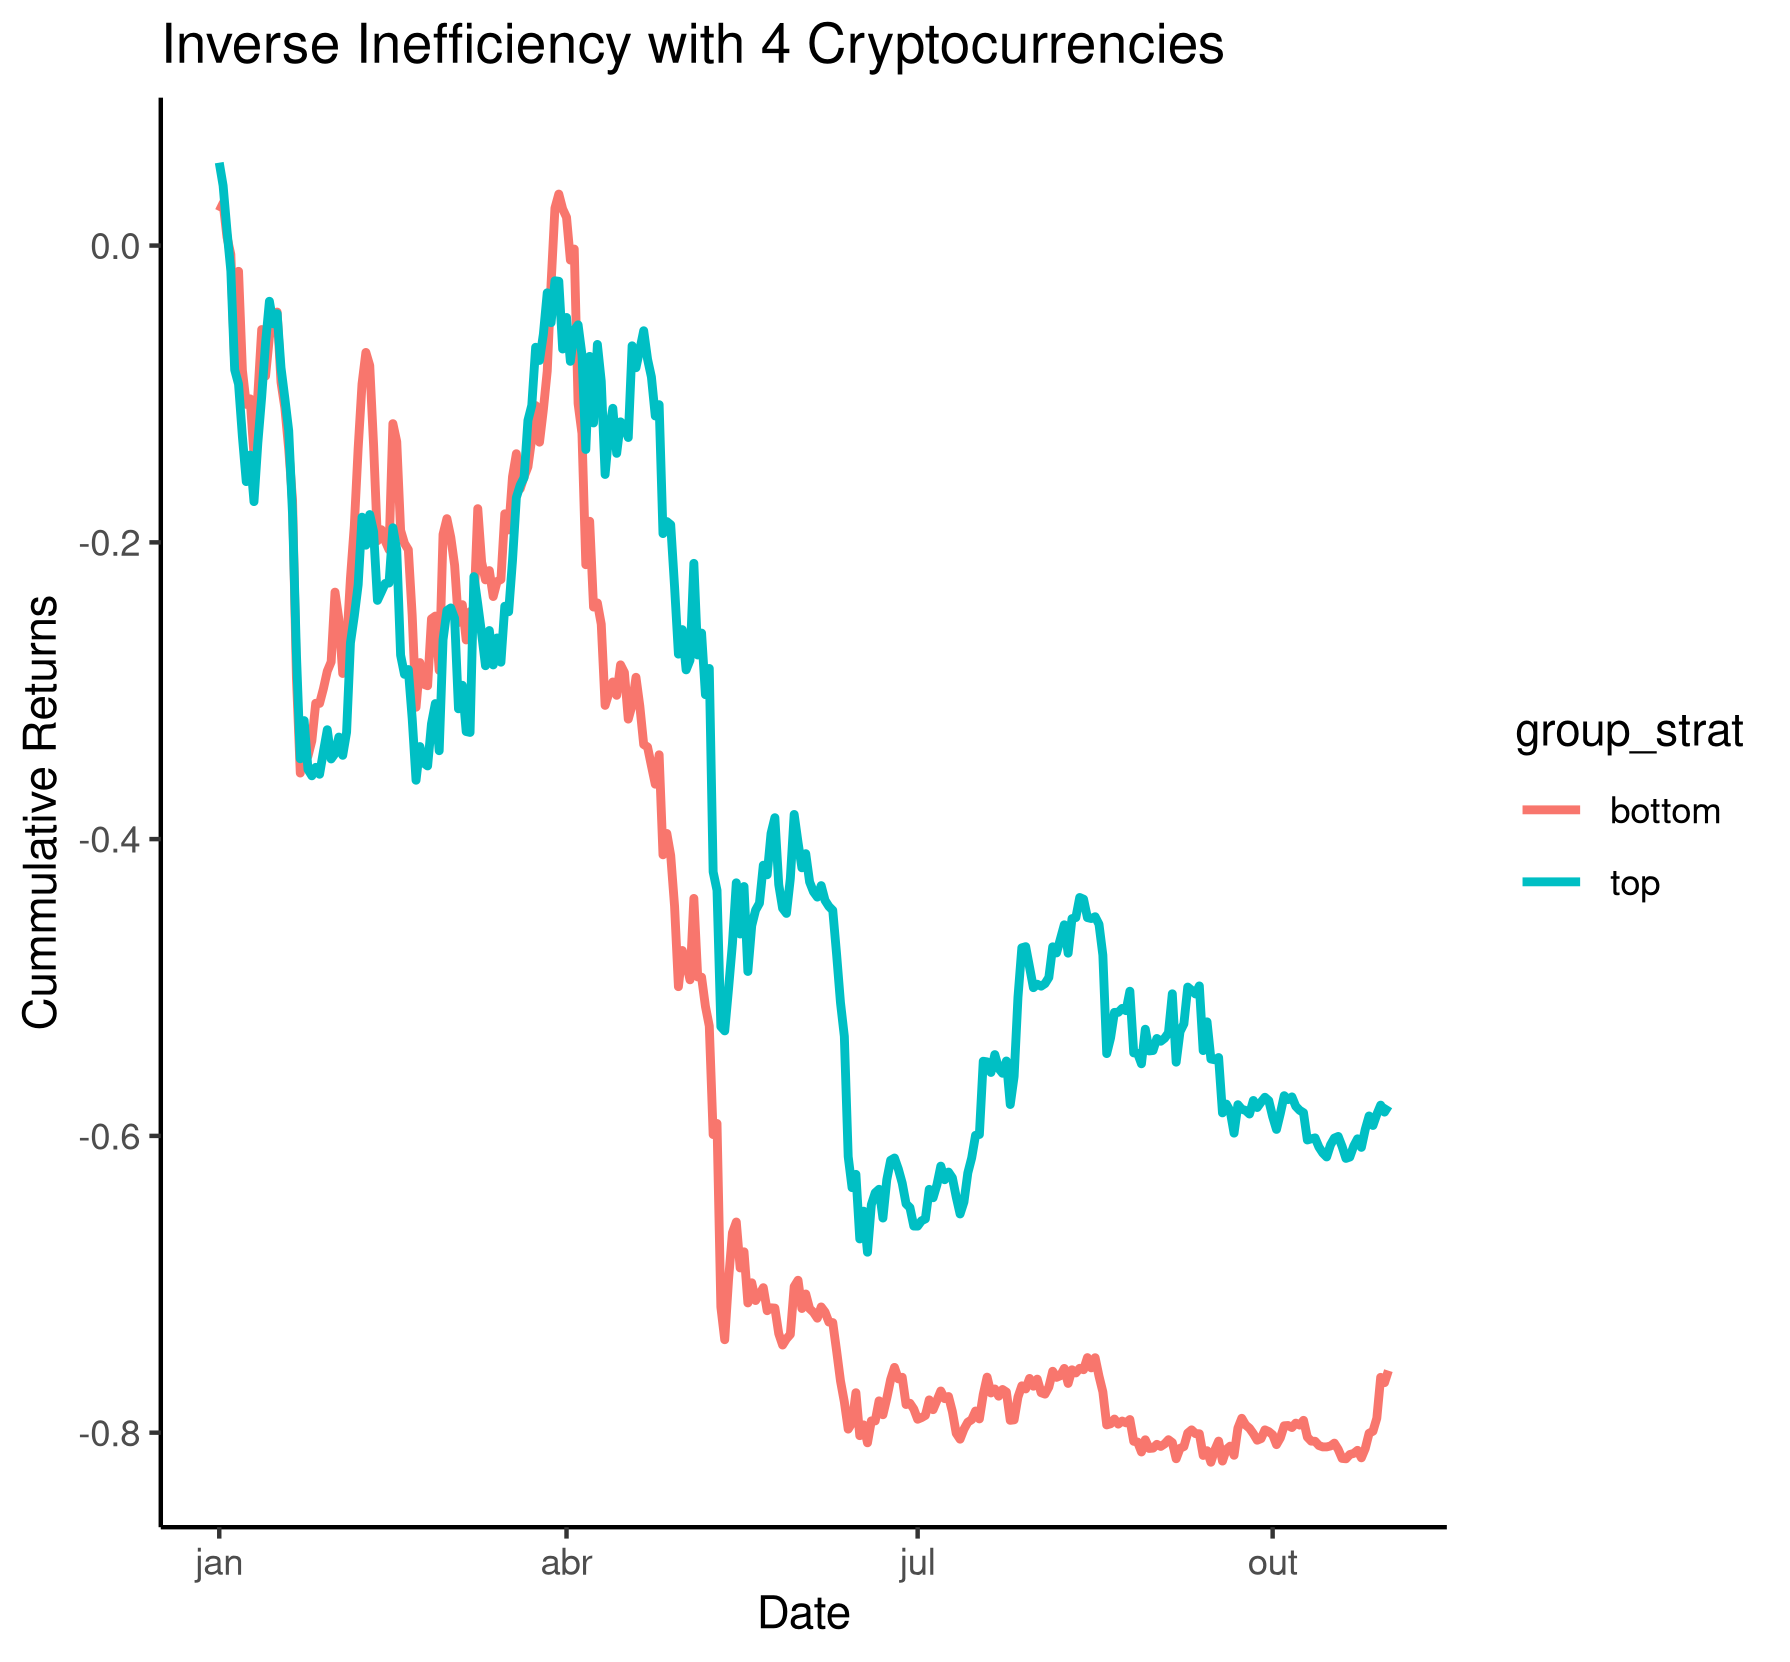 Inverse Inefficiency with 4 Cryptocurrencies
Cummulative Returns
0.0
-0.2
-0.4
-0.6
-0.8
jan
abr
jul
out
Date
group_strat
bottom
top